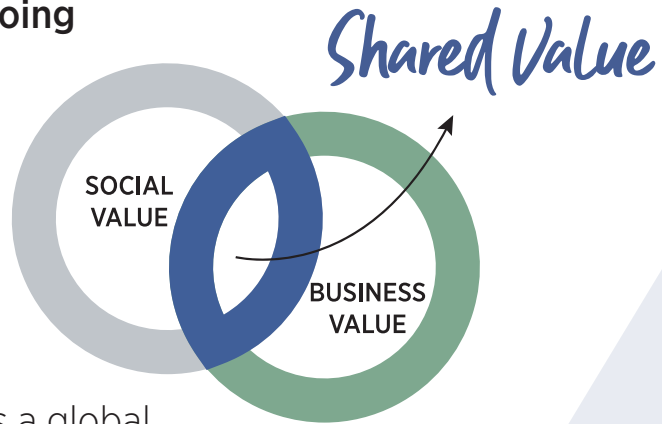 oing
Shared Value
SOCIAL
VALUE
BUSINESS
VALUE
s a global